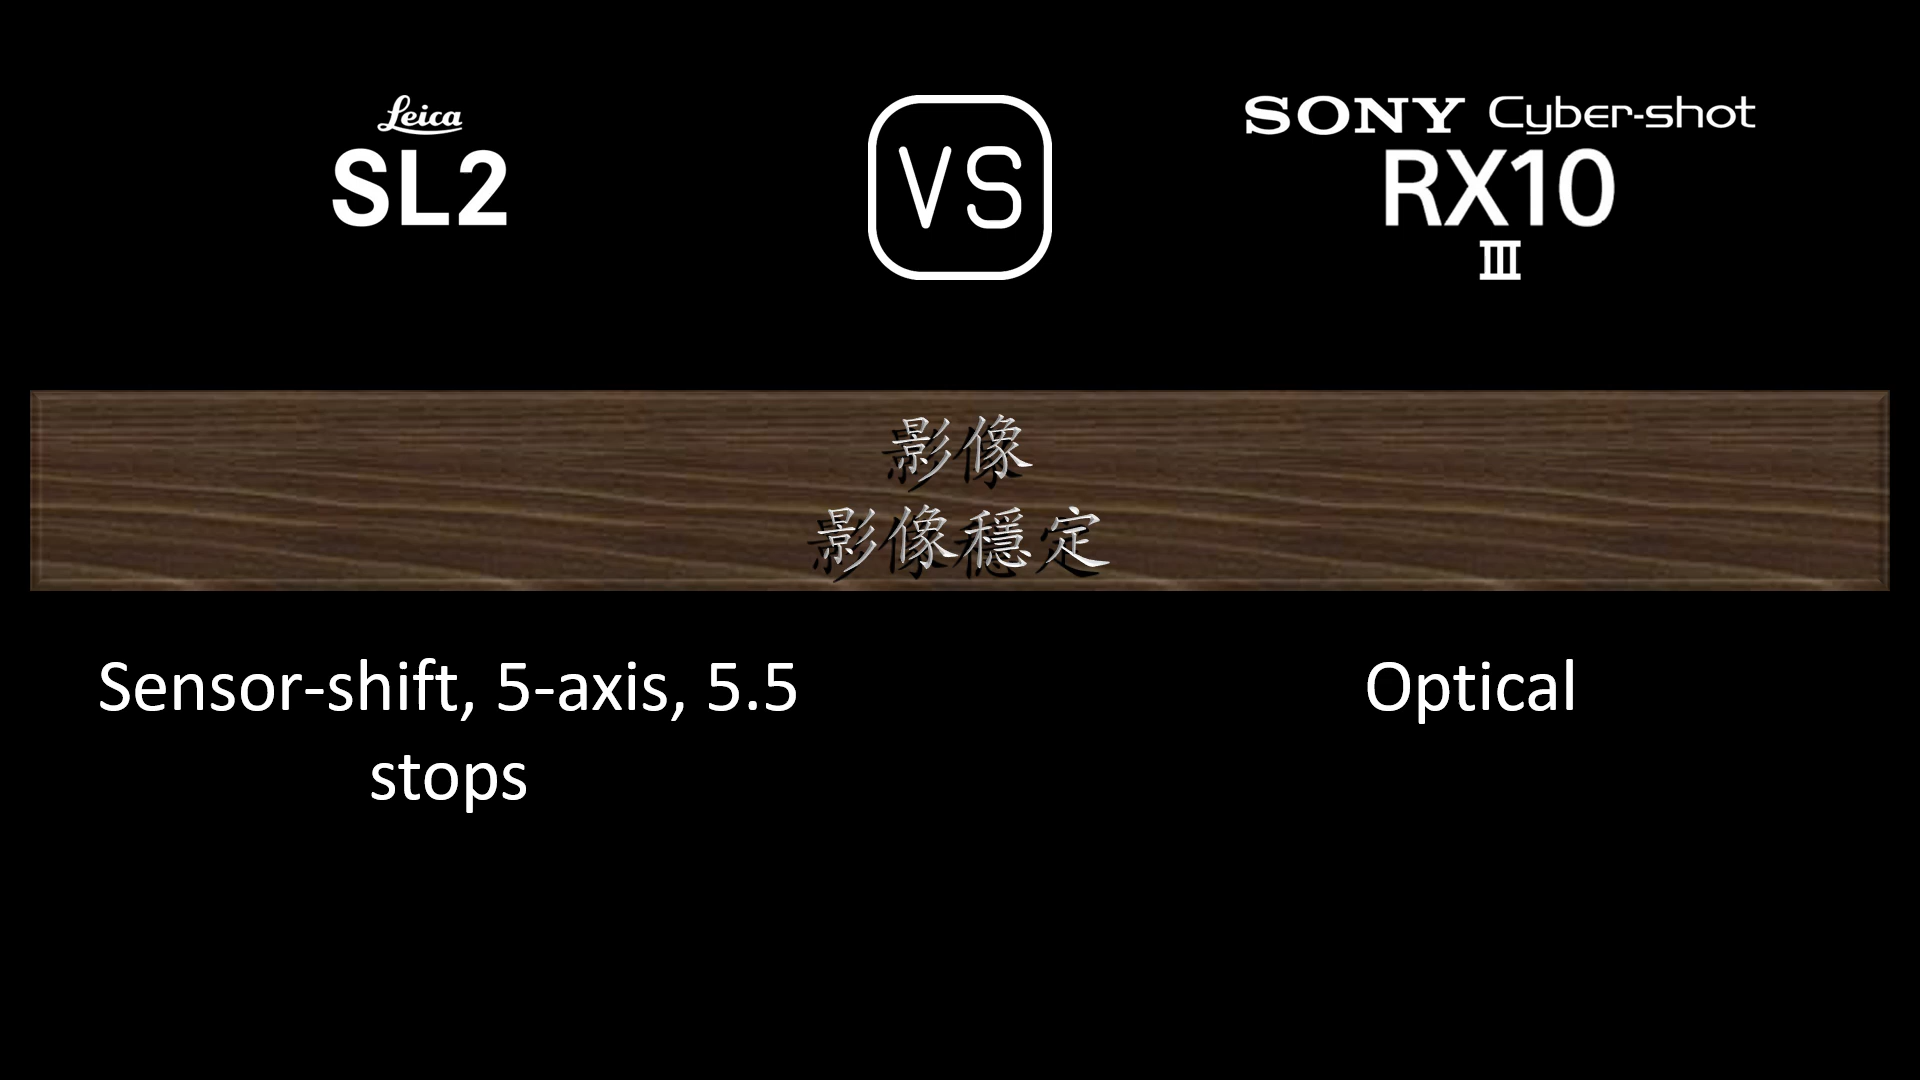 Leica
SL2
VS
SONY Cyber-shot
RX10
III
影像
影像穩定
Sensor-shift, 5-axis, 5.5
stops
Optical